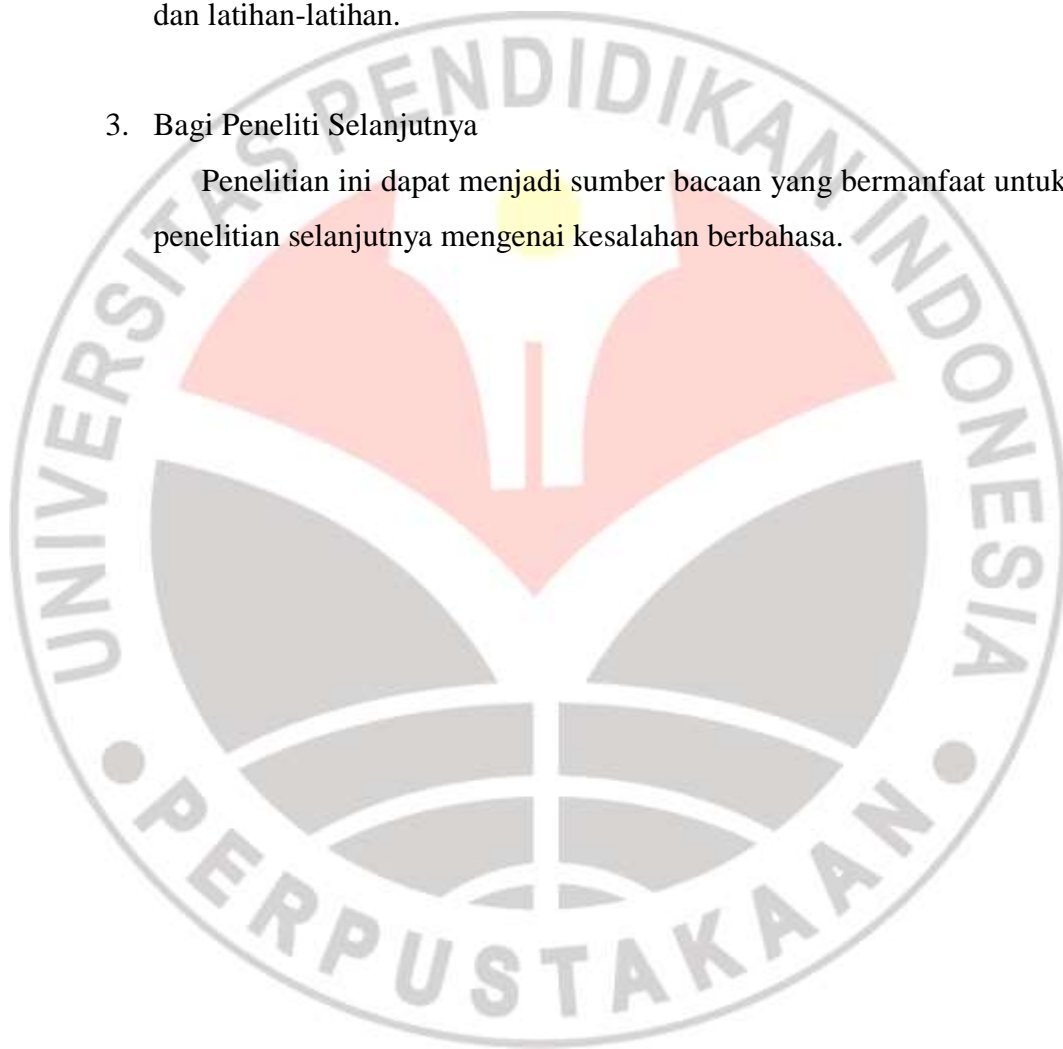 dan latihan-latihan.
3. Bagi Peneliti Selanjutnya
Penelitian ini dapat menjadi sumber bacaan yang bermanfaat untuk
penelitian selanjutnya mengenai kesalahan berbahasa.
UNIVERSITAS PENDIDIKAN INDONESIA
• PERPUSTAKAAN •